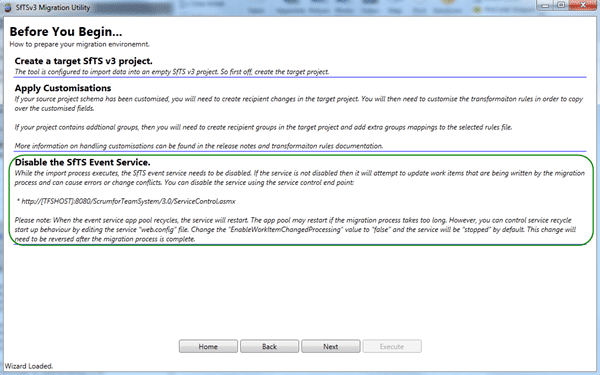 SfTSv3 Migration Utility
Before You Begin...
How to prepare your migration environemnt.
Create a target SfTS v3 project.
The tool is configured to import data into an empty SfTS v3 project. So first off, create the target project.
Apply Customisations
If your source project schema has been customised, you will need to create recipient changes in the target project. You will then need to customise the transformaiton rules in order to copy
over the customised fields.
If your project contains addtional groups, then you will need to create recipient groups in the target project and add extra groups mappings to the selected rules file.
More information on handling customisations can be found in the release notes and transformaiton rules documentation.
Disable the SfTS Event Service.
While the import process executes, the SfTS event service needs to be disabled. If the service is not disabled then it will attempt to update work items that are being written by the migration
process and can cause errors or change conflicts. You can disable the service using the service control end point:
* http://[TFSHOST]:8080/ScrumforTeamSystem/3.0/ServiceControl.asmx
Please note: When the event service app pool recycles, the service will restart. The app pool may restart if the migration process takes too long. However, you can control service recycle
start up behaviour by editing the service "web.config" file. Change the "EnableWorkItemChangedProcessing" value to "false" and the service will be "stopped" by default. This change will
need to be reversed after the migration process is complete.
Home
Back
Next
Execute
Wizard Loaded.